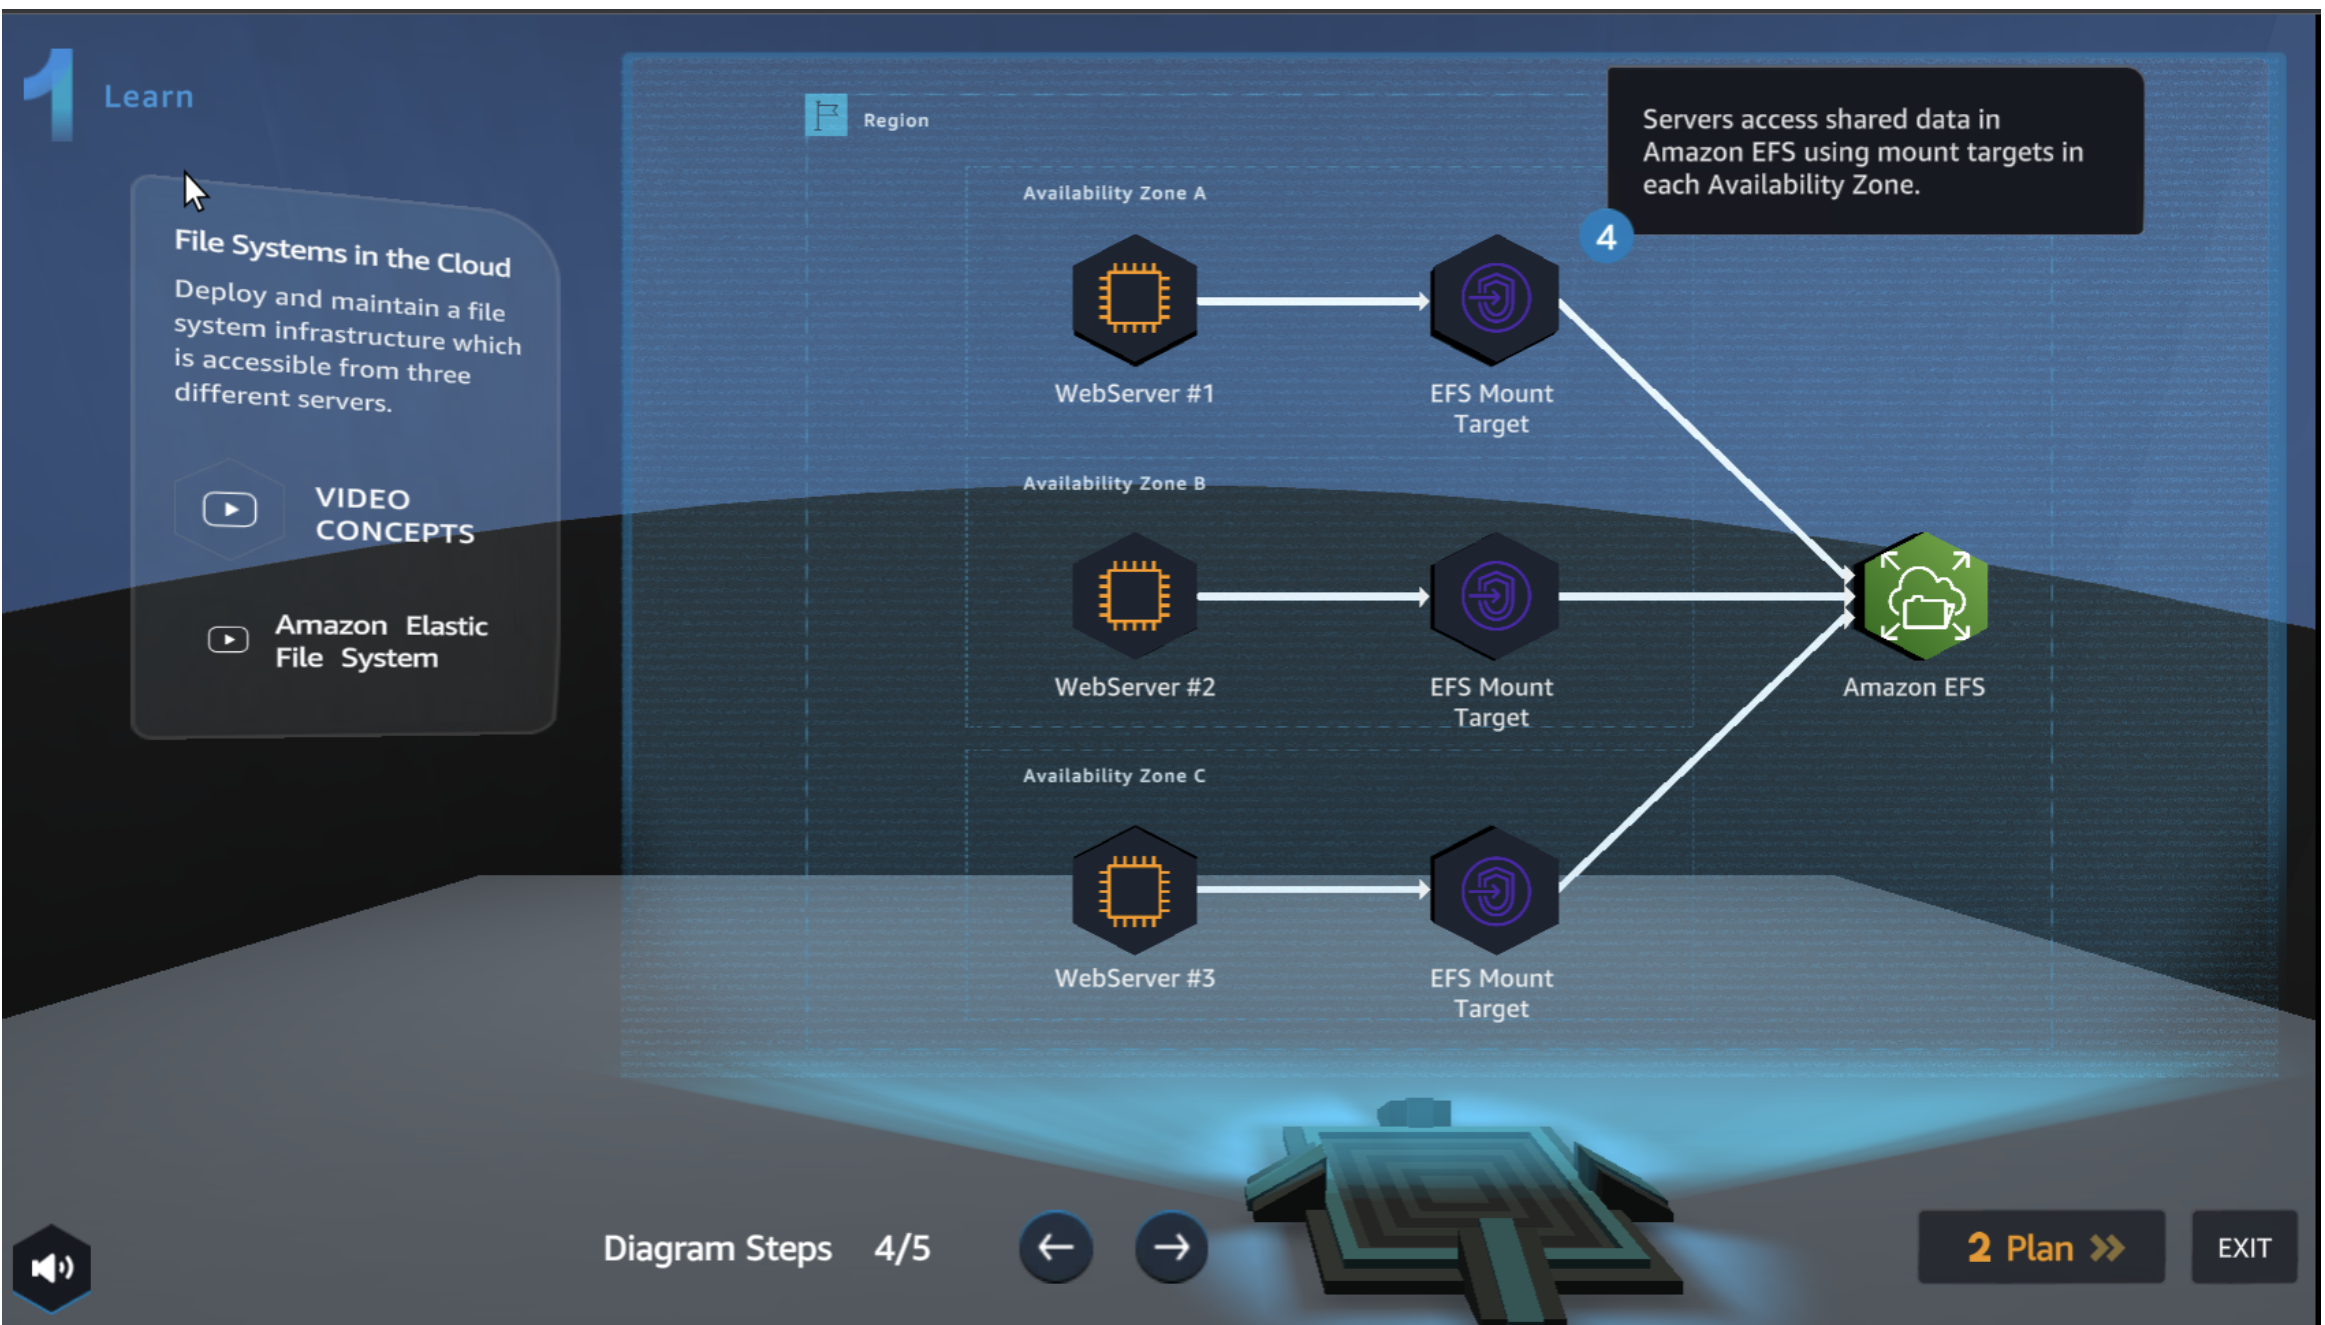 1 Learn
File Systems in the Cloud
Deploy and maintain a file
system infrastructure which
is accessible from three
different servers.
VIDEO
CONCEPTS
Amazon Elastic
File System
Region
Servers access shared data in
Amazon EFS using mount targets in
each Availability Zone.
4
Availability Zone A
WebServer #1
EFS Mount
Target
Availability Zone B
WebServer #2
EFS Mount
Target
Amazon EFS
Availability Zone C
WebServer #3
EFS Mount
Target
Diagram Steps 4/5
2 Plan
EXIT